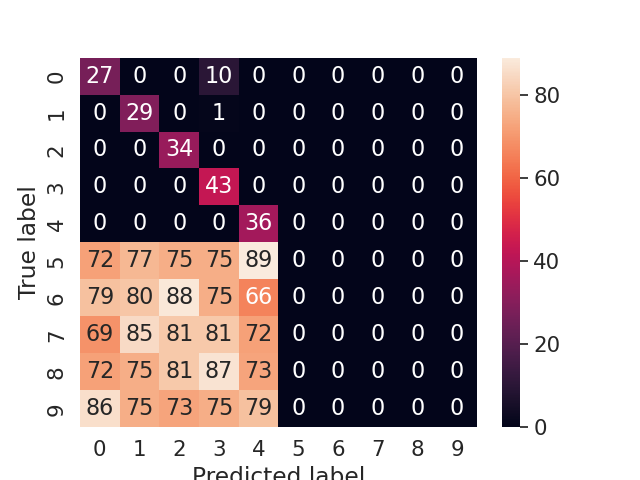 0 27 0 0 10 0 0 0 0 0 0
1 0 29 0 1 0 0 0 0 0 0
2 0 0 34 0 0 0 0 0 0 0
3 0 0 0 43 0 0 0 0 0 0
4 0 0 0 0 36 0 0 0 0 0
5 72 77 75 75 89 0 0 0 0 0
6 79 80 88 75 66 0 0 0 0 0
7 69 85 81 81 72 0 0 0 0 0
8 72 75 81 87 73 0 0 0 0 0
9 86 75 73 75 79 0 0 0 0 0
0 1 2 3 4 5 6 7 8 9
True label
Predicted label
80
60
40
20
0